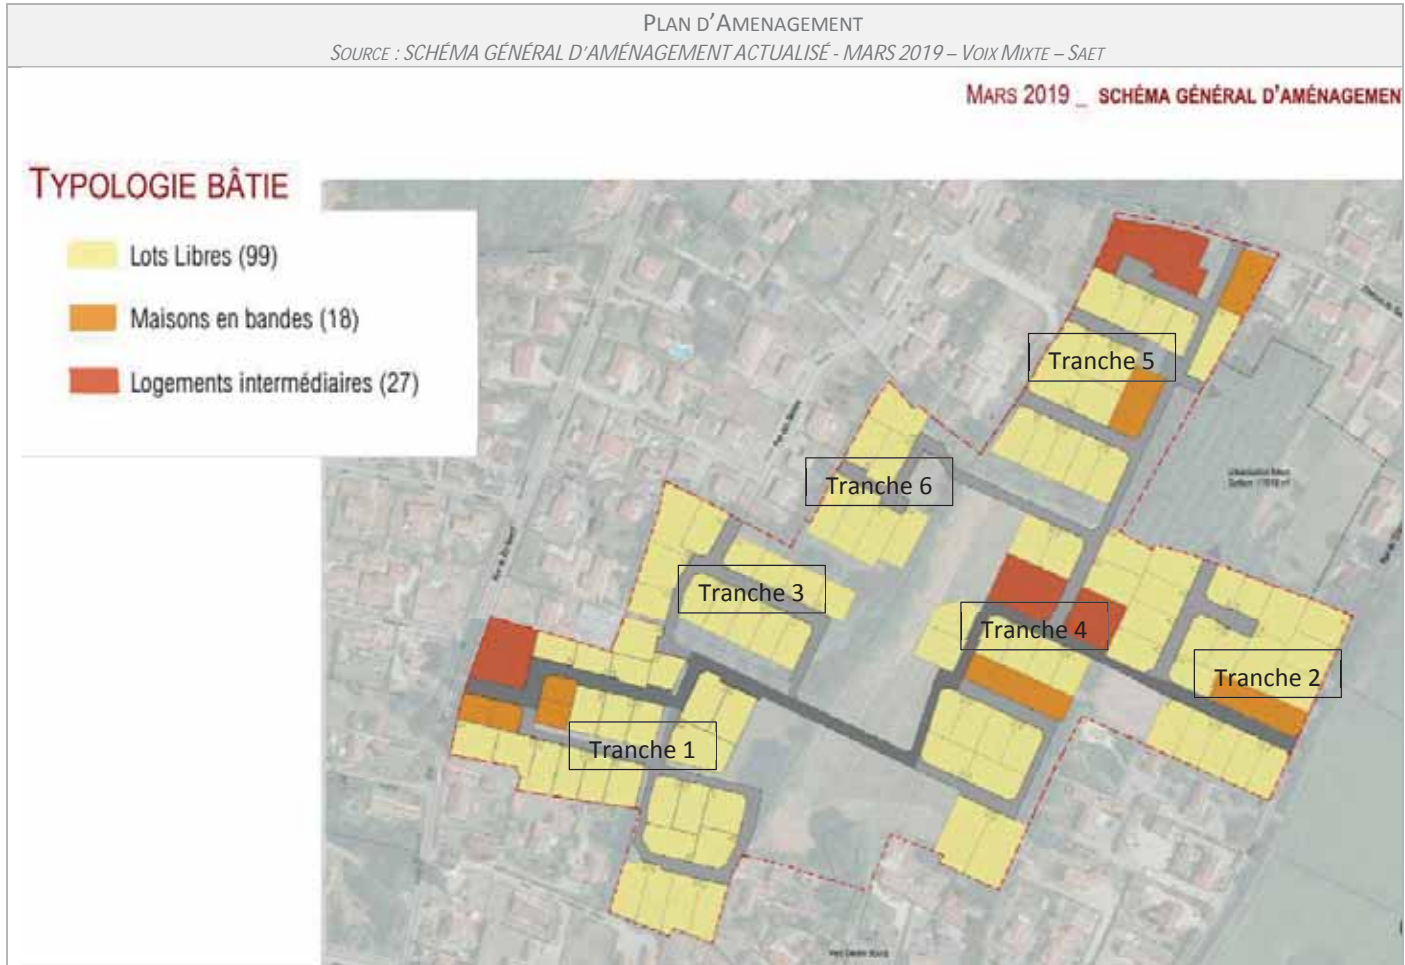 PLAN D'AMENAGEMENT
SOURCE : SCHÉMA GÉNÉRAL D'AMÉNAGEMENT ACTUALISÉ - MARS 2019 – VOIX MIXTE – SAET
MARS 2019 _ SCHÉMA GÉNÉRAL D'AMÉNAGEMEN
TYPOLOGIE BÂTIE
Lots Libres (99)
Maisons en bandes (18)
Logements intermédiaires (27)
Tranche 5
Tranche 6
Tranche 3
Tranche 4
Tranche 2
Tranche 1